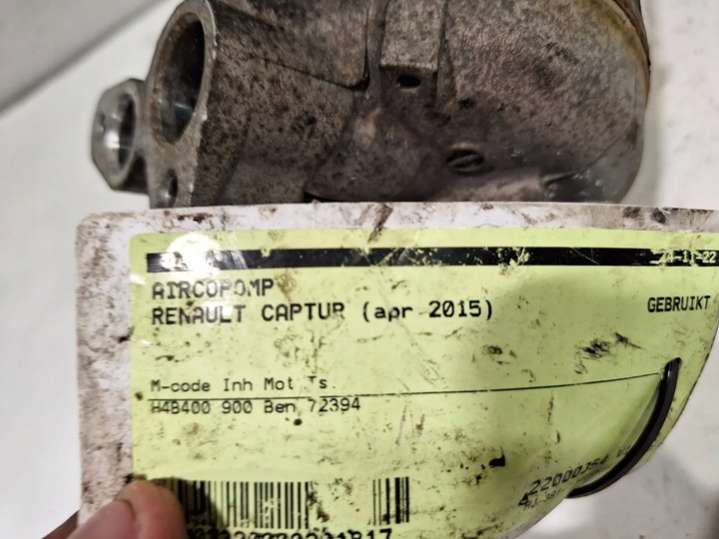 AIRCOPOMP
RENAULT CAPTUR (apr 2015)
GEBRUIKT
M-code Inh Mot Ts.
H4B400 900 Ben 72394